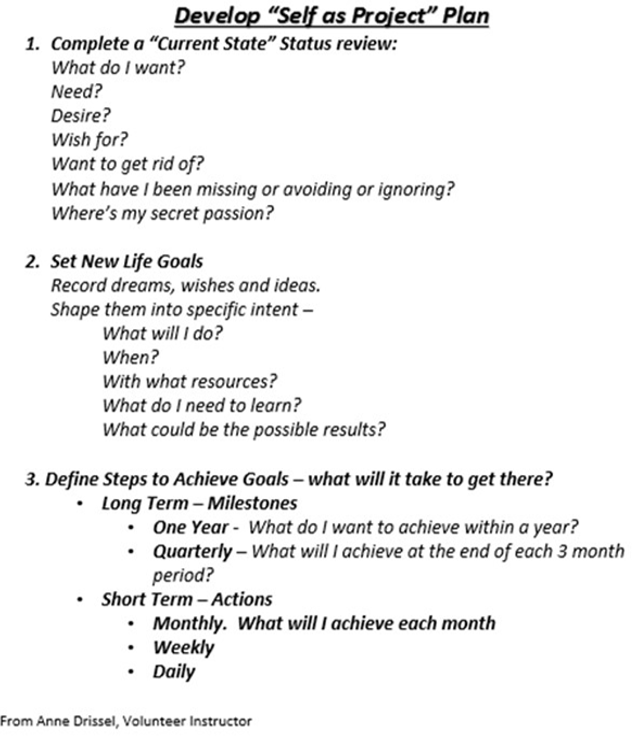 Develop “Self as Project” Plan
1. Complete a “Current State” Status review:
What do I want?
Need?
Desire?
Wish for?
Want to get rid of?
What have I been missing or avoiding or ignoring?
Where’s my secret passion?
2. Set New Life Goals
Record dreams, wishes and ideas.
Shape them into specific intent –
What will I do?
When?
With what resources?
What do I need to learn?
What could be the possible results?
3. Define Steps to Achieve Goals – what will it take to get there?
• Long Term – Milestones
• One Year - What do I want to achieve within a year?
• Quarterly – What will I achieve at the end of each 3 month
period?
• Short Term – Actions
• Monthly. What will I achieve each month
• Weekly
• Daily
From Anne Drissel, Volunteer Instructor